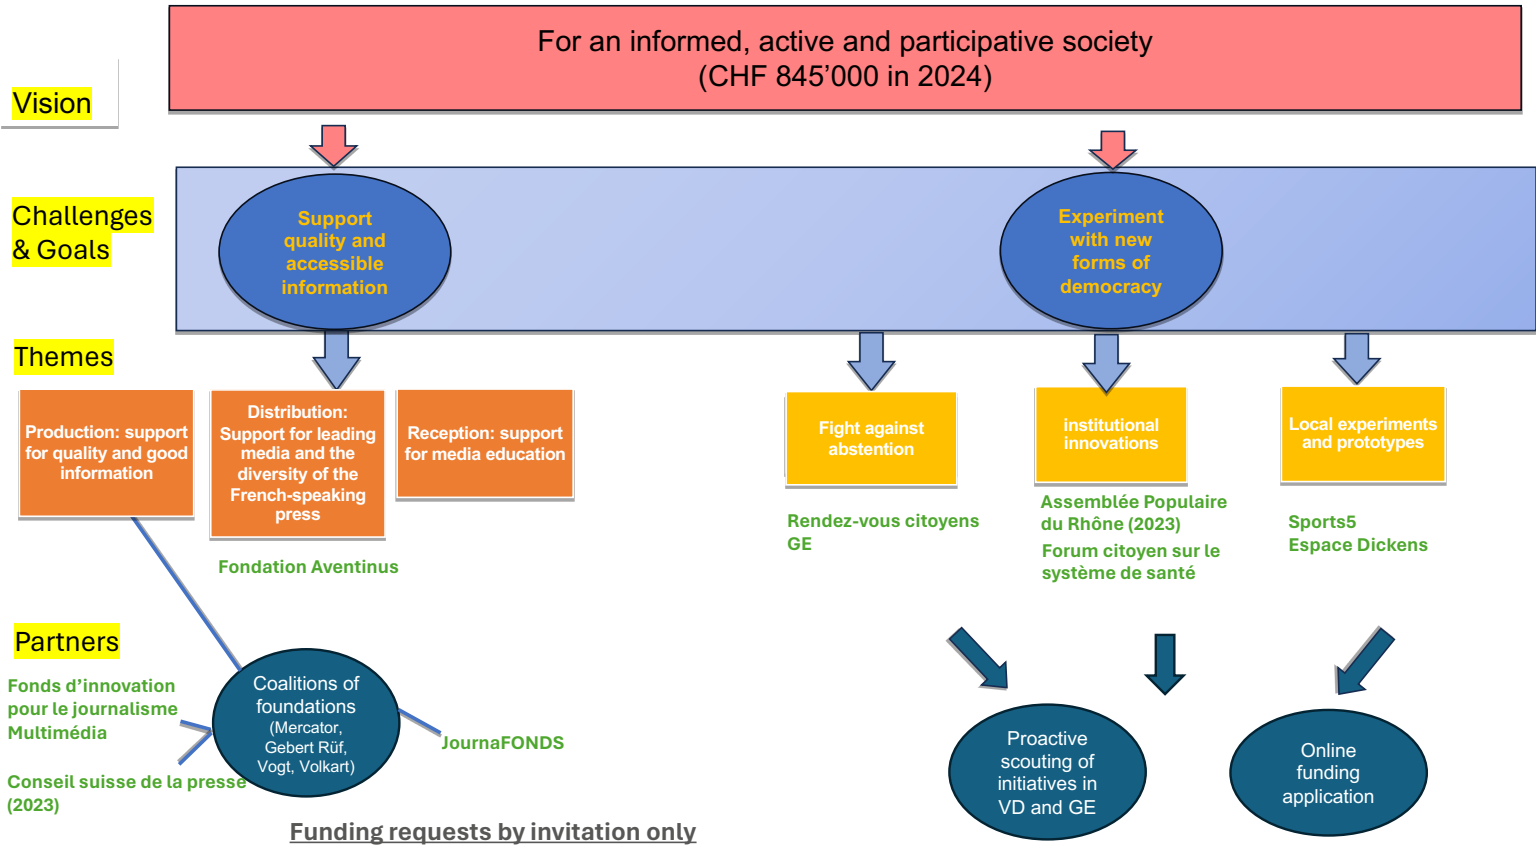 For an informed, active and participative society
(CHF 845’000 in 2024)
Vision
Challenges
& Goals
Support
quality and
accessible
information
Experiment
with new
forms of
democracy
Themes
Production: support
for quality and good
information
Distribution:
Support for leading
media and the
diversity of the
French-speaking
press
Reception: support
for media education
Fight against
abstention
institutional
innovations
Local experiments
and prototypes
Fondation Aventinus
Rendez-vous citoyens
GE
Assemblée Populaire
du Rhône (2023)
Forum citoyen sur le
système de santé
Sports5
Espace Dickens
Partners
Fonds d’innovation
pour le journalisme
Multimédia
Conseil suisse de la presse
(2023)
Coalitions of
foundations
(Mercator,
Gebert Rüf,
Vogt, Volkart)
JournaFONDS
Proactive
scouting of
initiatives in
VD and GE
Online
funding
application
Funding requests by invitation only